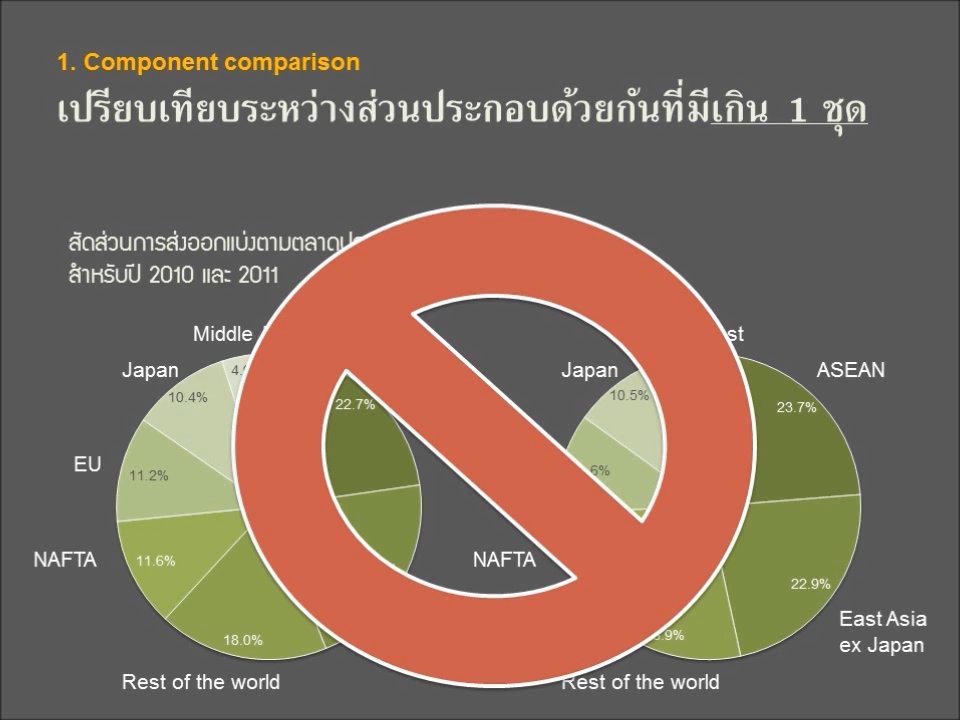 1. Component comparison
เปรียบเทียบระหว่างส่วนประกอบด้วยกันที่มีเกิน 1 ชุด
สัดส่วนการส่งออกแบ่งตามตลาด
สำหรับปี 2010 และ 2011
Middle
Japan
Japan
ASEAN
10.4%
22.7%
10.5%
23.7%
EU
11.2%
NAFTA
11.6%
NAFTA
22.9%
18.0%
East Asia
ex Japan
Rest of the world
Rest of the world